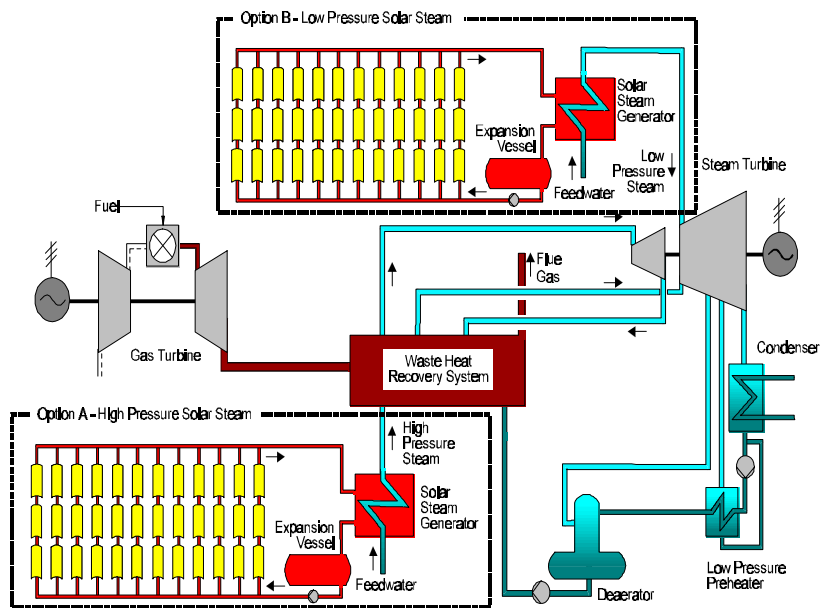 Option B - Low Pressure Solar Steam
Solar
Steam
Generator
Expansion
Vessel
Feedwater
Low
Pressure
Steam
Steam Turbine
Fuel
Flue
Gas
Gas Turbine
Waste Heat
Recovery System
Condenser
Option A - High Pressure Solar Steam
High
Pressure
Steam
Solar
Steam
Generator
Expansion
Vessel
Feedwater
Deaerator
Low Pressure
Preheater